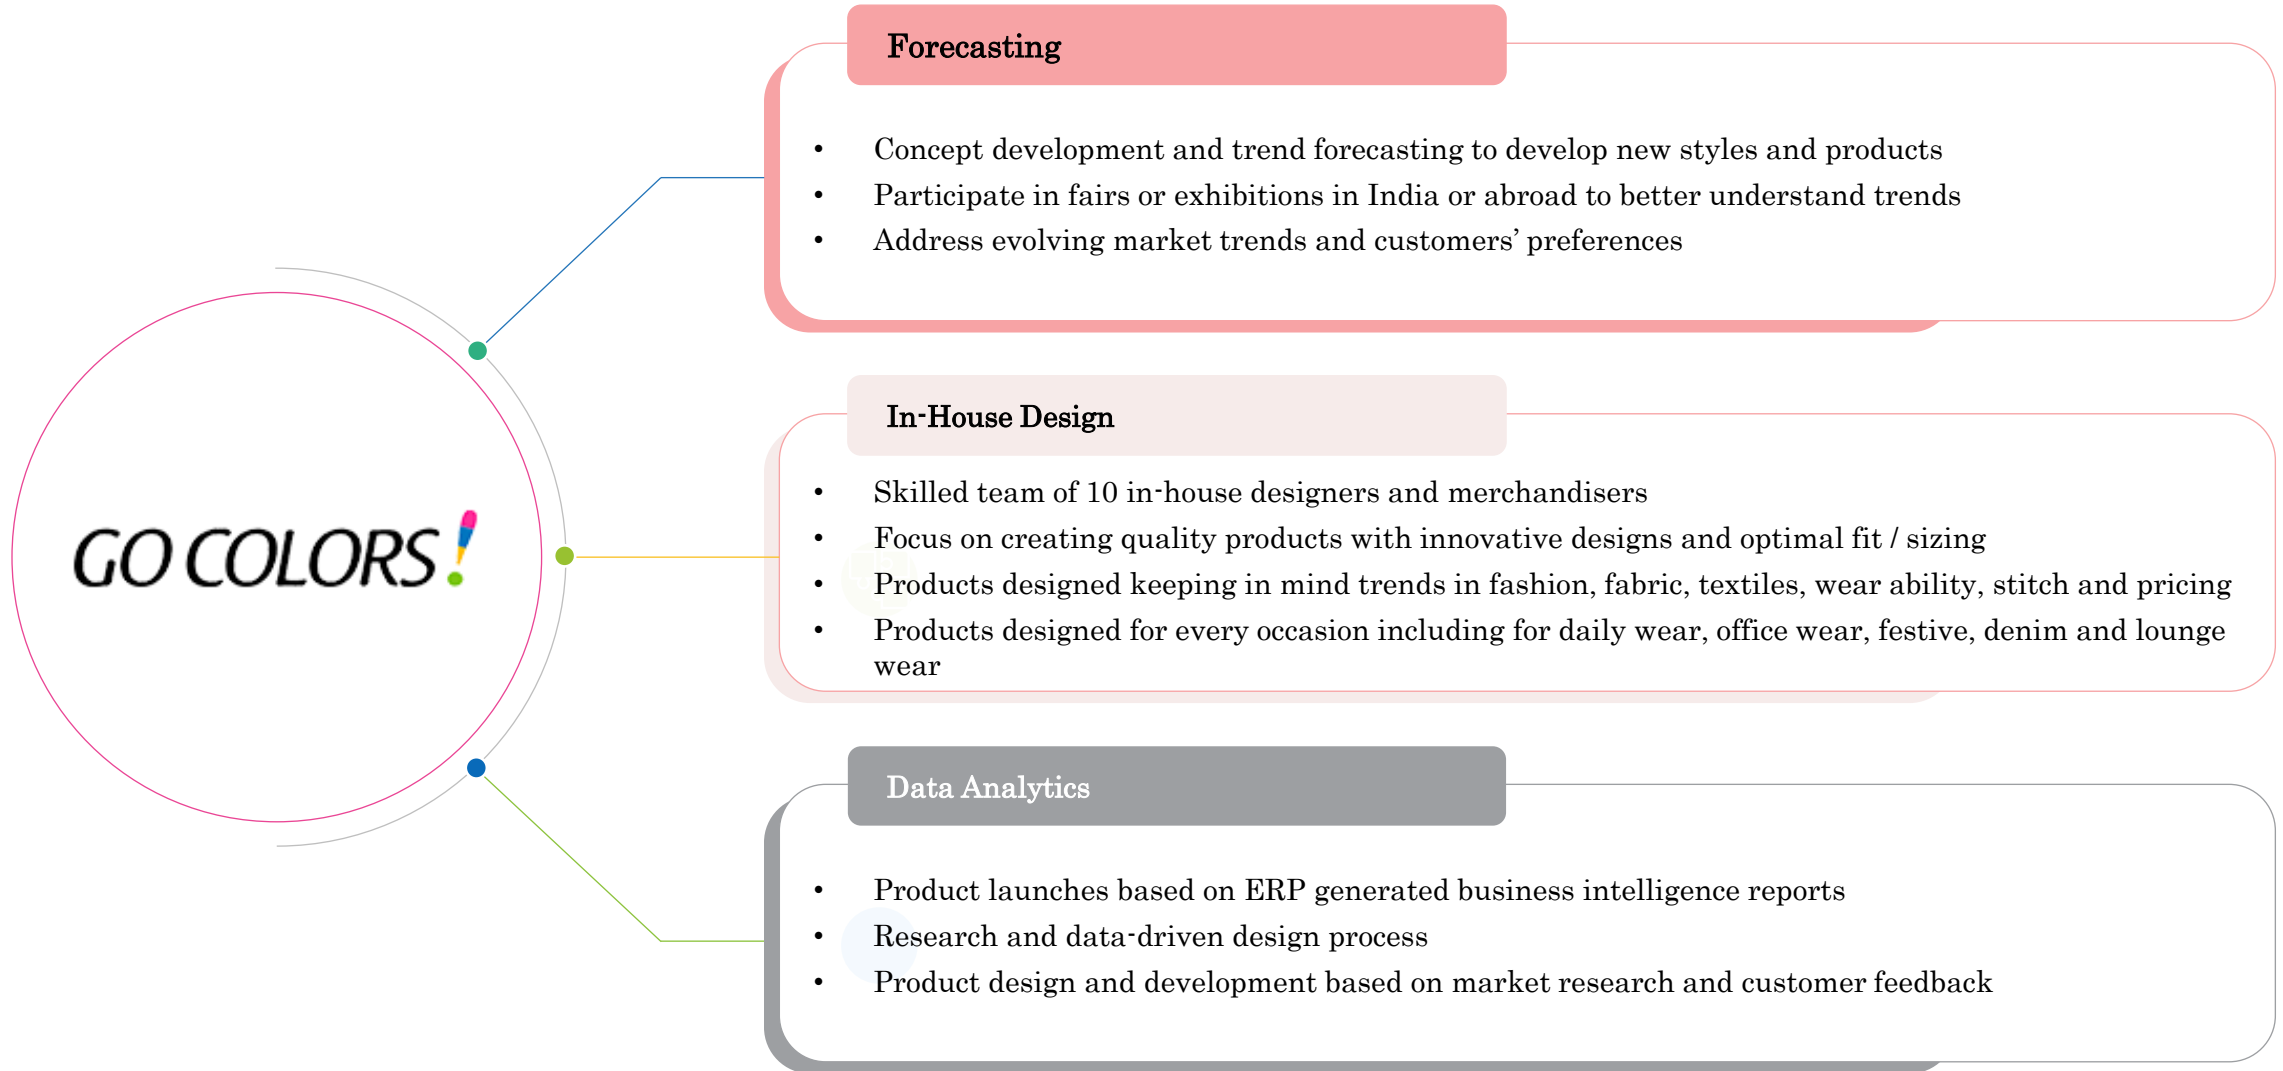 GO COLORS!
Forecasting
• Concept development and trend forecasting to develop new styles and products
• Participate in fairs or exhibitions in India or abroad to better understand trends
• Address evolving market trends and customers’ preferences
In-House Design
• Skilled team of 10 in-house designers and merchandisers
• Focus on creating quality products with innovative designs and optimal fit / sizing
• Products designed keeping in mind trends in fashion, fabric, textiles, wear ability, stitch and pricing
• Products designed for every occasion including for daily wear, office wear, festive, denim and lounge
wear
Data Analytics
• Product launches based on ERP generated business intelligence reports
• Research and data-driven design process
• Product design and development based on market research and customer feedback